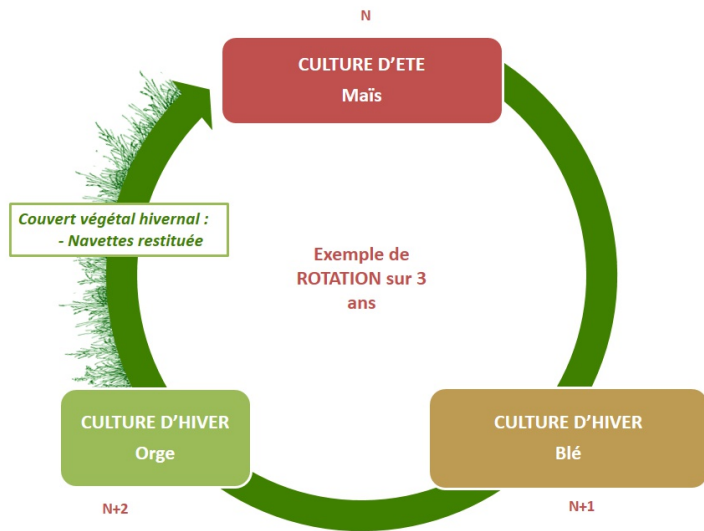 N
CULTURE D'ETE
Maïs
Couvert végétal hivernal :
- Navettes restituée
Exemple de
ROTATION sur 3
ans
CULTURE D'HIVER
Orge
CULTURE D'HIVER
Blé
N+2
N+1